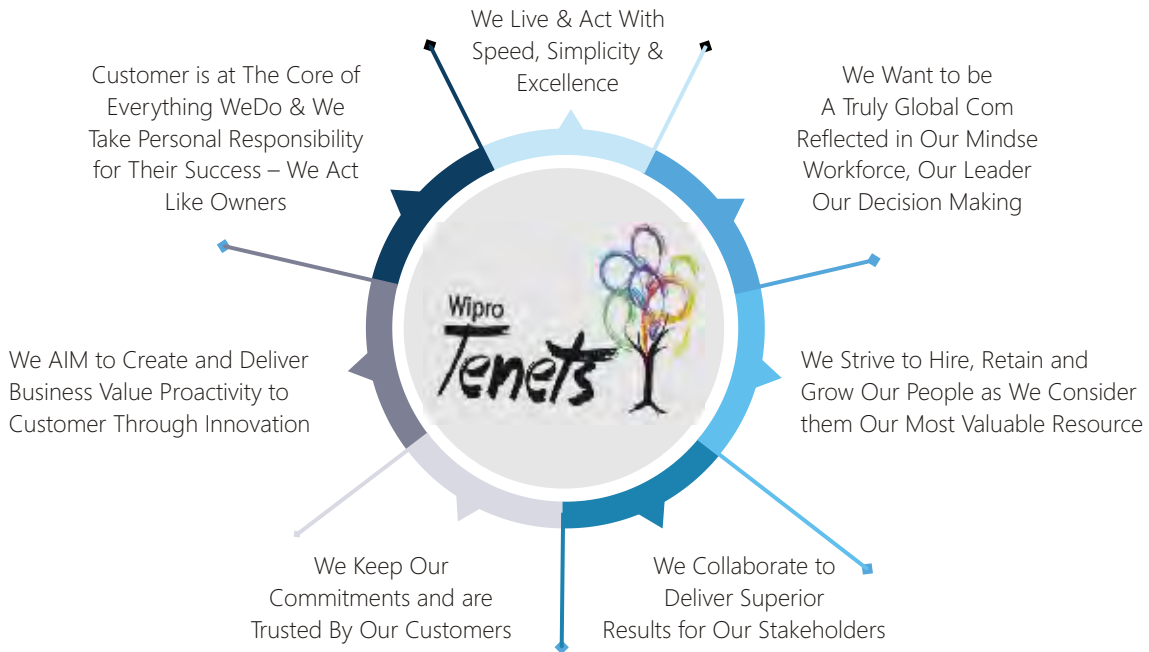 We Live & Act With
Speed, Simplicity &
Excellence
Customer is at The Core of
Everything WeDo & We
Take Personal Responsibility
for Their Success – We Act
Like Owners
We Want to be
A Truly Global Com
Reflected in Our Mindse
Workforce, Our Leader
Our Decision Making
Wipro
Tenets
We AIM to Create and Deliver
Business Value Proactivity to
Customer Through Innovation
We Strive to Hire, Retain and
Grow Our People as We Consider
them Our Most Valuable Resource
We Keep Our
Commitments and are
Trusted By Our Customers
We Collaborate to
Deliver Superior
Results for Our Stakeholders